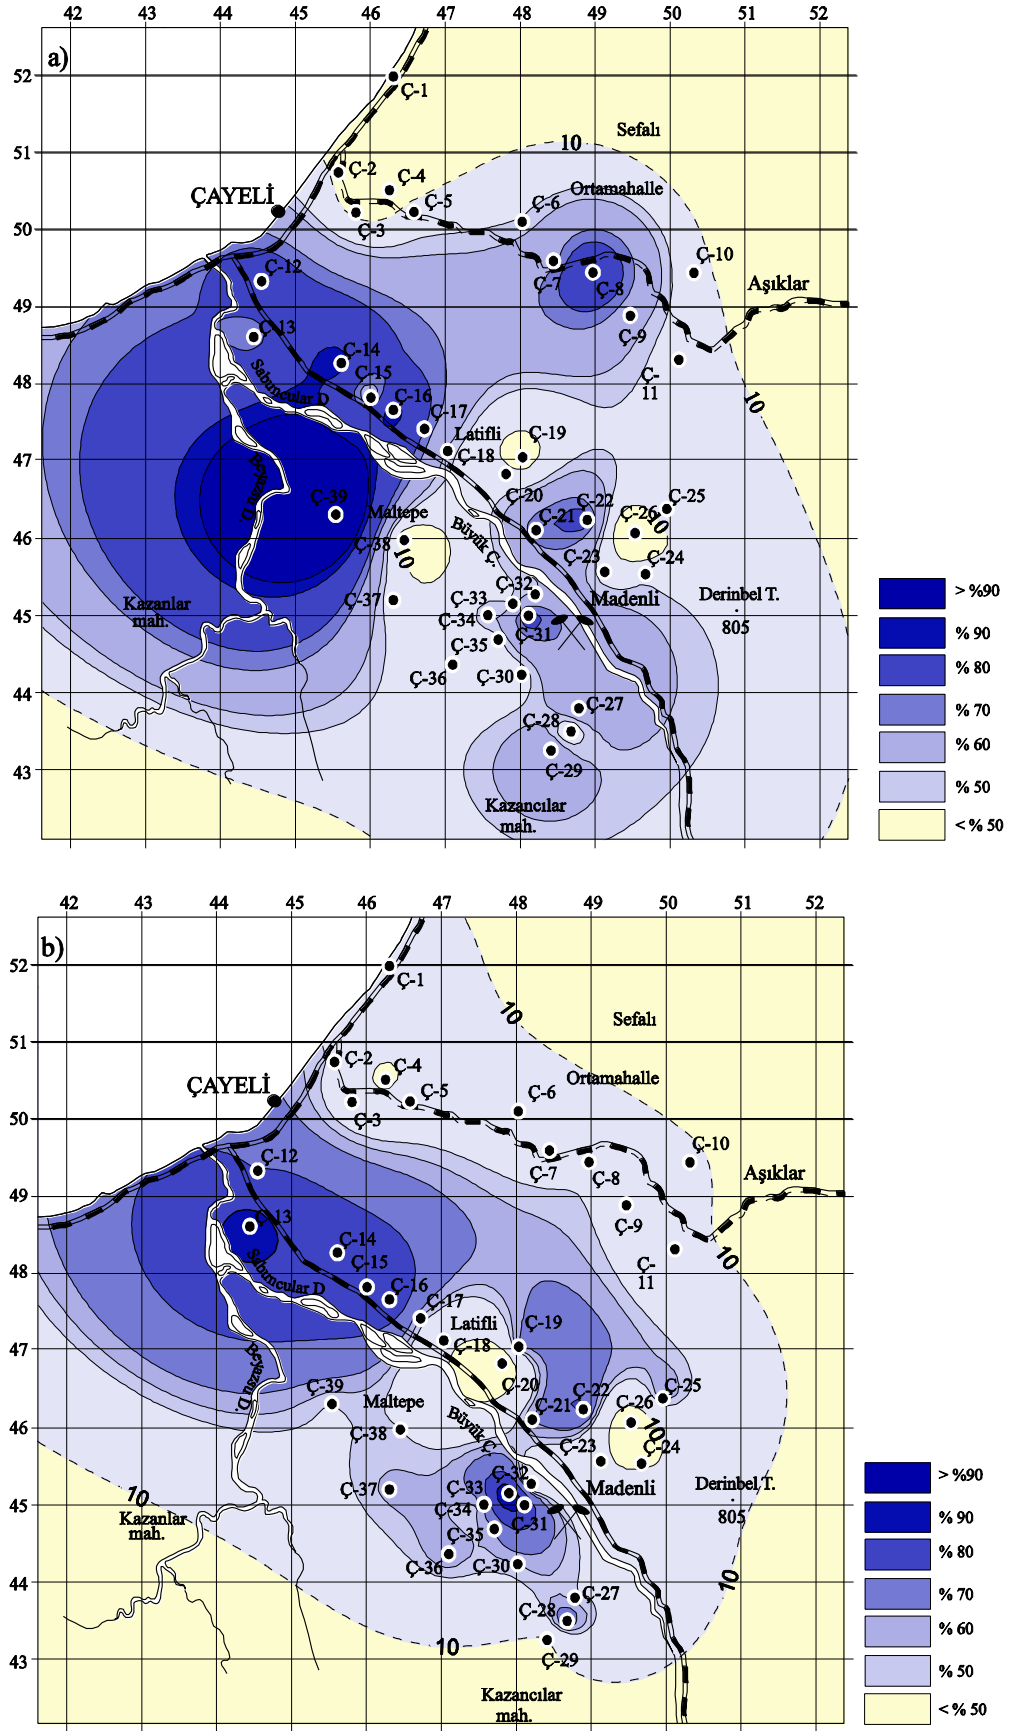 42 43 44 45 46 47 48 49 50 51 52
a)
52
Ç-1
Sefalı
10
51
Ç-2
Ç-4
Ortamahalle
ÇAYELİ
Ç-5
Ç-6
Ç-3
50
Ç-10
Ç-12
Ç-7
Ç-8
Aşıklar
49
Ç-9
Ç-13
Ç-14
Ç-15
Ç-11
48
Sabuncular D
Ç-16
10
Ç-17
Latifli
Ç-19
Ç-18
47
Beyazsu D.
Ç-39
Ç-20
Ç-22
Ç-25
Maltepe
Ç-21
Ç-26
10
Büyük Ç.
46
Ç-38
10
Ç-23
Ç-24
Ç-32
Kazanlar
mah.
Ç-37
Ç-33
Madenli
Derinbel T.
805
45
Ç-34
Ç-31
Ç-35
Ç-36
Ç-30
44
Ç-27
Ç-28
43
Ç-29
Kazancılar
mah.
> %90
% 90
% 80
% 70
% 60
% 50
< % 50
42 43 44 45 46 47 48 49 50 51 52
b)
52
Ç-1
10
Sefalı
51
Ç-2
Ç-4
Ortamahalle
ÇAYELİ
Ç-5
Ç-6
Ç-3
50
Ç-10
Ç-12
Ç-7
Ç-8
Aşıklar
49
Ç-13
Ç-9
Ç-14
10
Ç-15
Ç-11
48
Sabuncular D
Ç-16
Ç-17
Latifli
Ç-19
Ç-18
47
Beyazsu D.
Ç-39
Ç-20
Ç-22
Ç-25
Maltepe
Ç-21
Ç-26
10
Büyük Ç.
46
Ç-38
Ç-23
Ç-24
Ç-32
10
Ç-37
Ç-33
Madenli
Derinbel T.
805
45
Kazanlar
mah.
Ç-34
Ç-31
Ç-35
Ç-36
Ç-30
44
10
Ç-27
Ç-28
10
43
Ç-29
Kazancılar
mah.
> %90
% 90
% 80
% 70
% 60
% 50
< % 50